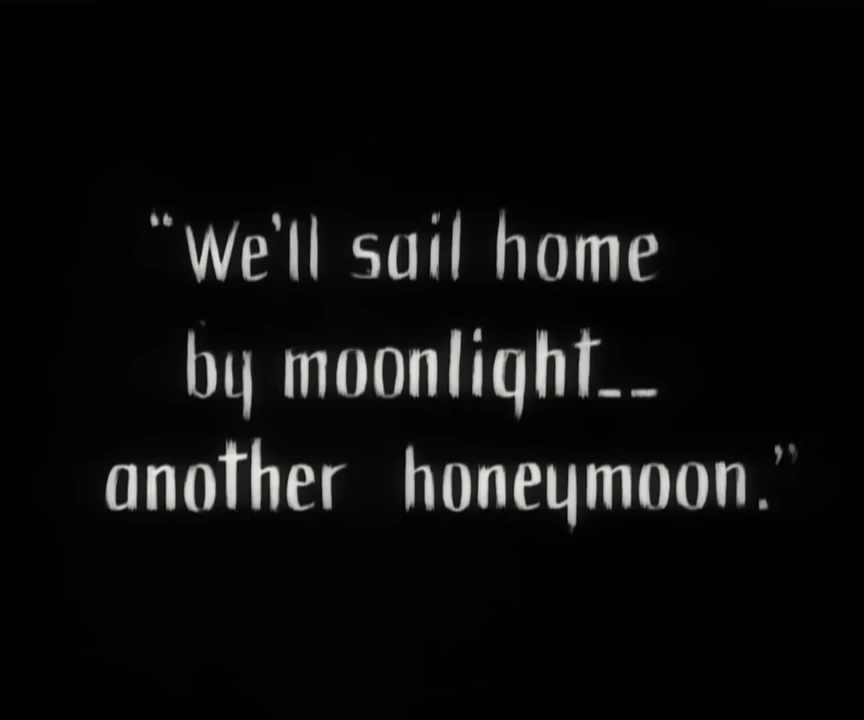 “We'll sail home
by moonlight--
another honeymoon.”